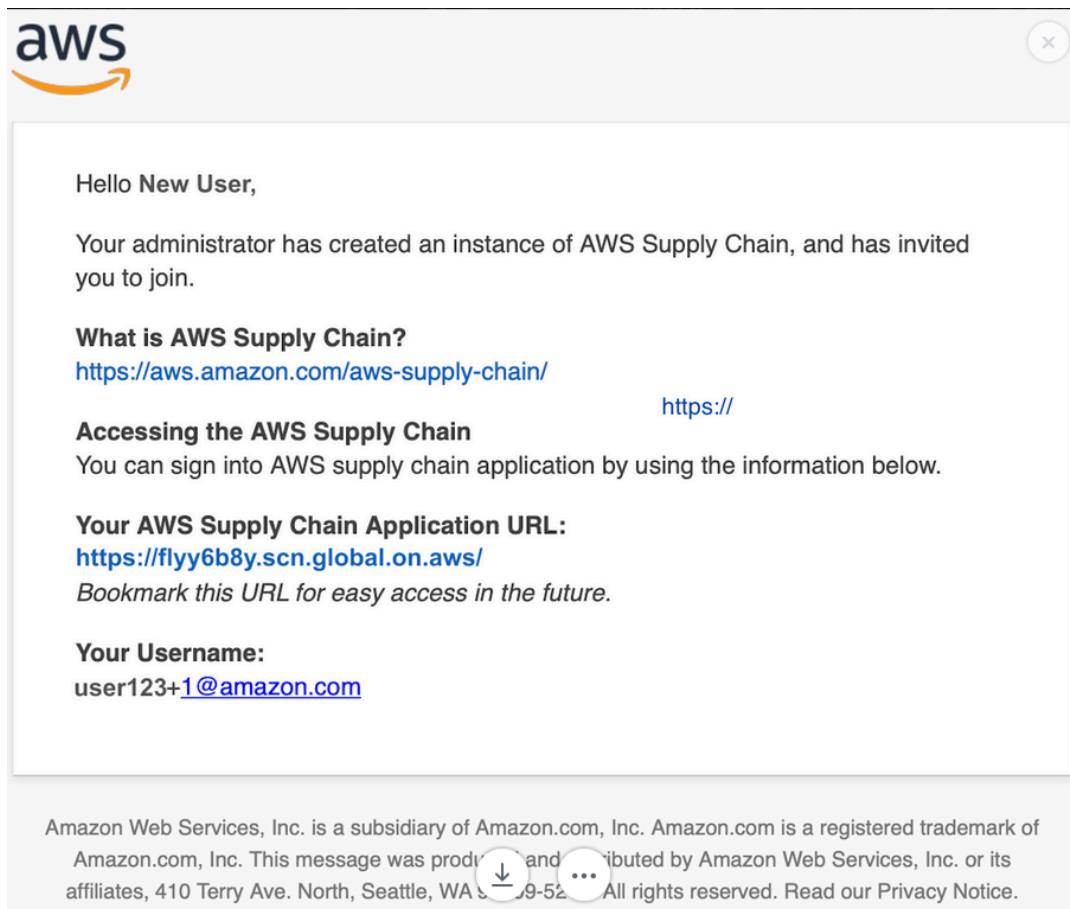 aws
Hello New User,
Your administrator has created an instance of AWS Supply Chain, and has invited
you to join.
What is AWS Supply Chain?
https://aws.amazon.com/aws-supply-chain/
https://
Accessing the AWS Supply Chain
You can sign into AWS supply chain application by using the information below.
Your AWS Supply Chain Application URL:
https://flyy6b8y.scn.global.on.aws/
Bookmark this URL for easy access in the future.
Your Username:
user123+1@amazon.com
Amazon Web Services, Inc. is a subsidiary of Amazon.com, Inc. Amazon.com is a registered trademark of
Amazon.com, Inc. This message was and by Amazon Web Services, Inc. or its
affiliates, 410 Terry Ave. North, Seattle, WA All rights reserved. Read our Privacy Notice.